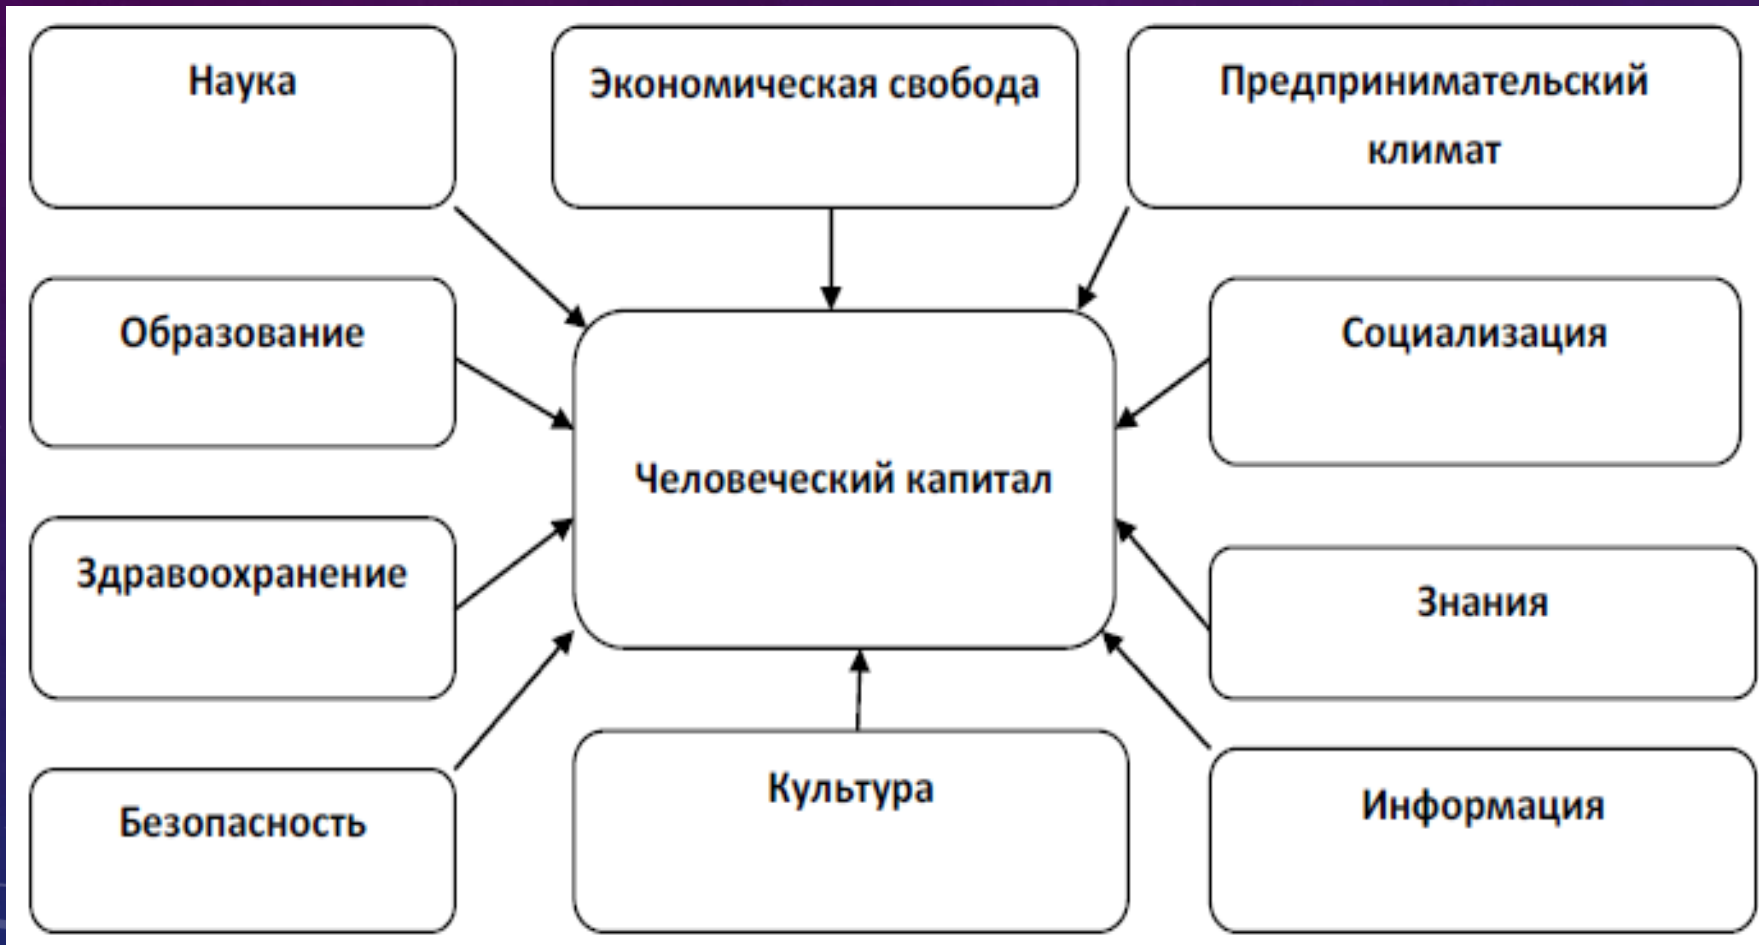 Наука
Экономическая свобода
Предпринимательский
климат
Образование
Социализация
Человеческий капитал
Здравоохранение
Знания
Безопасность
Культура
Информация